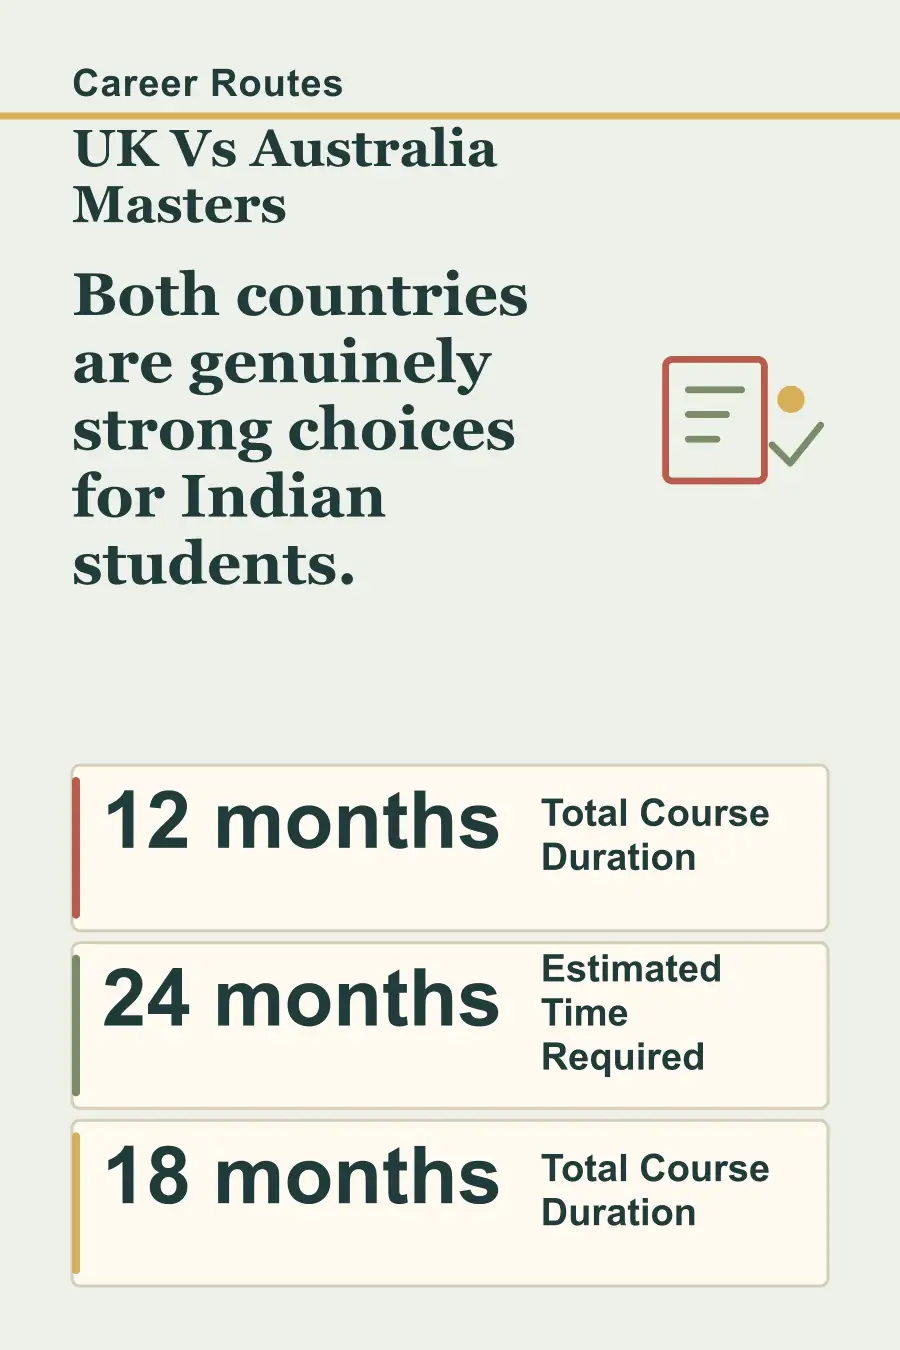 Career Routes
UK Vs Australia
Masters
Both countries
are genuinely
strong choices
for Indian
students.
12 months
Total Course
Duration
24 months
Estimated
Time
Required
18 months
Total Course
Duration